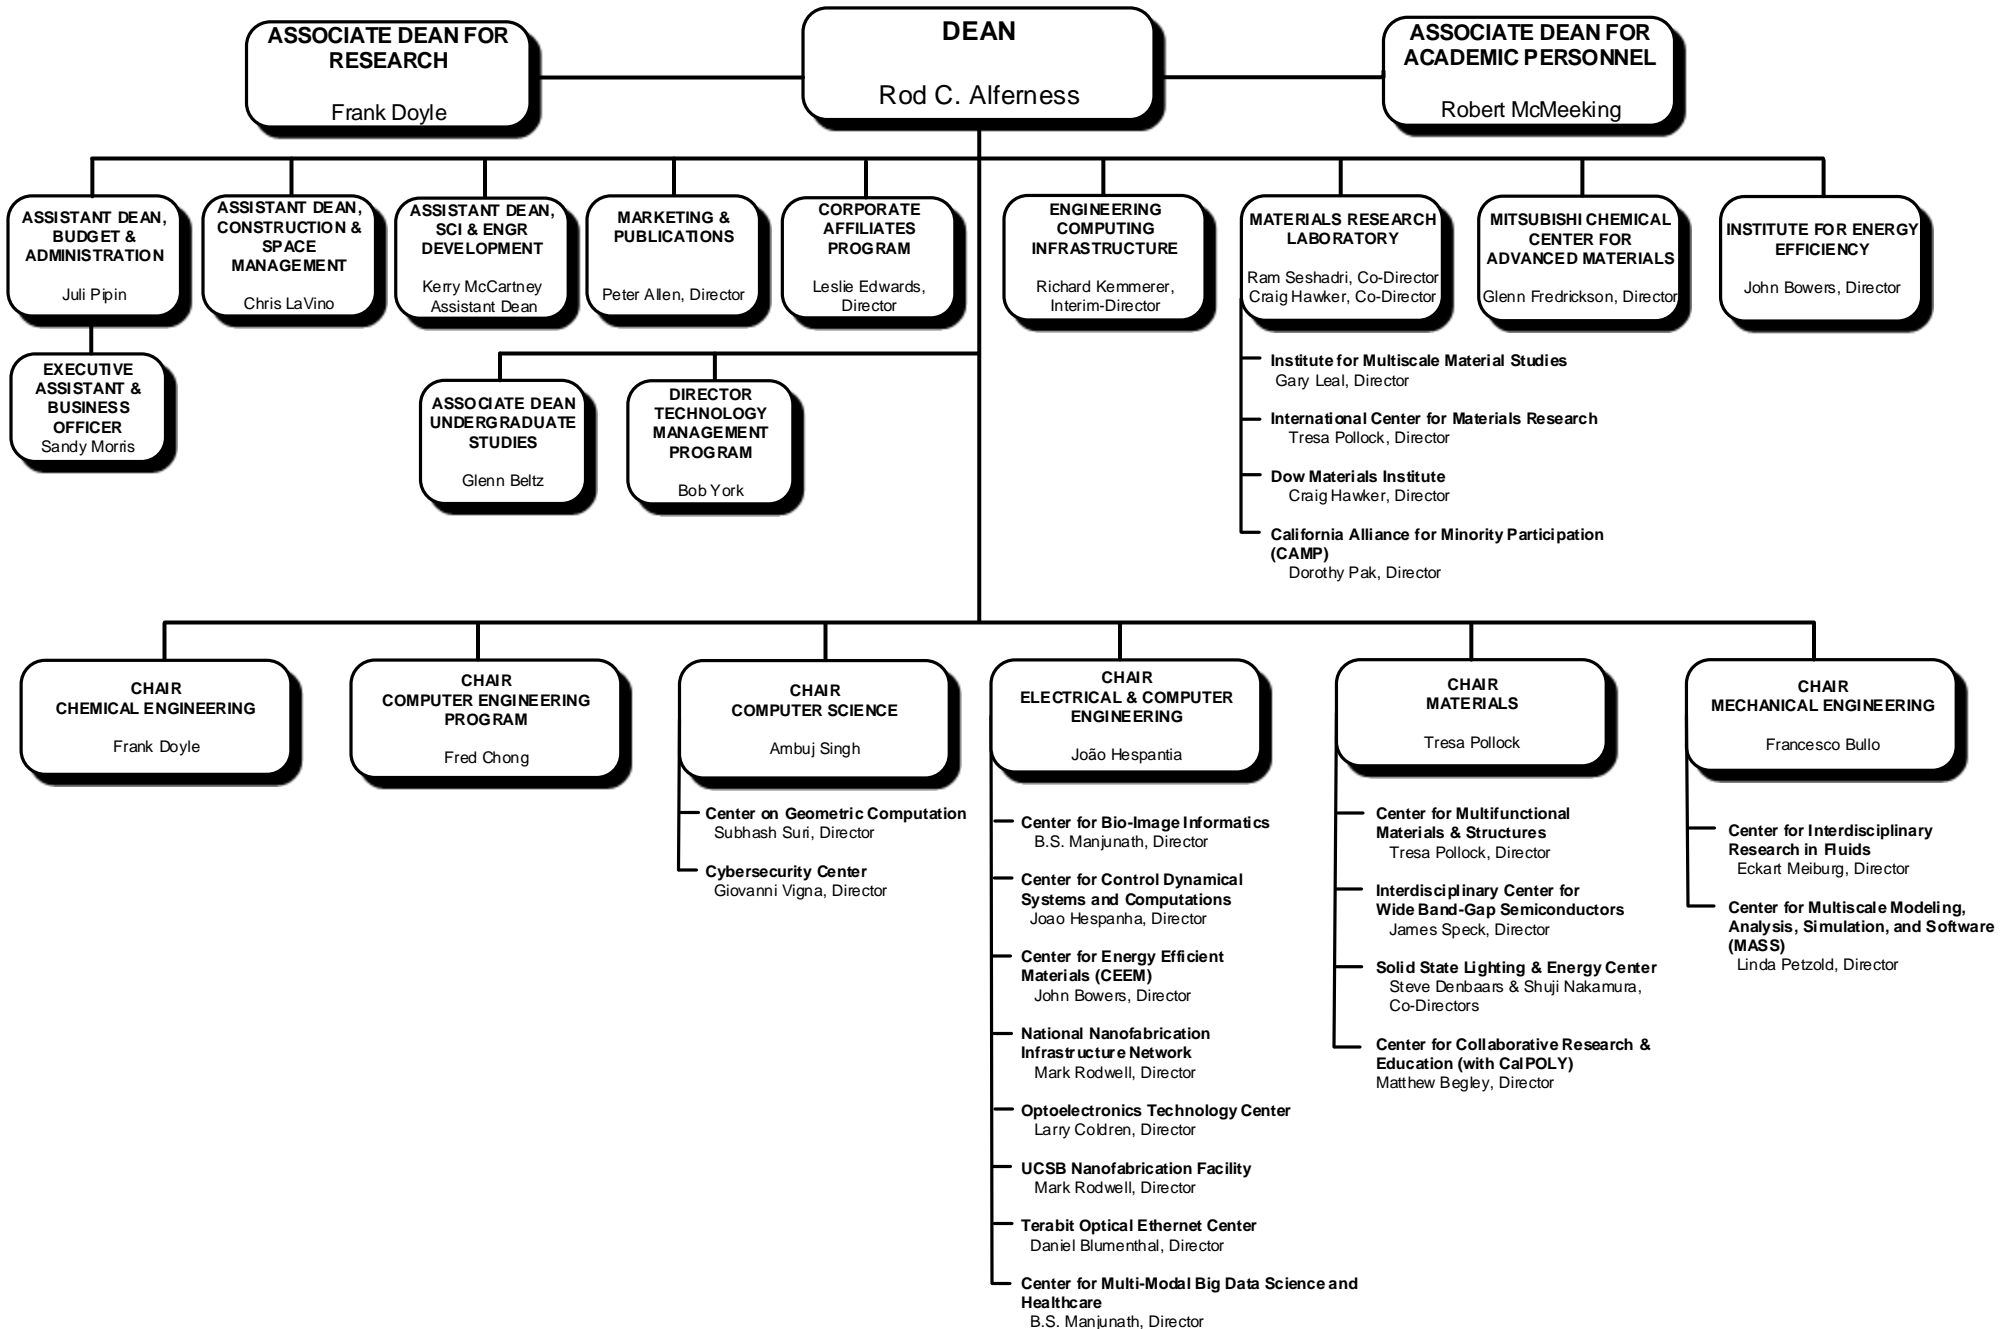 ASSOCIATE DEAN FOR
RESEARCH
Frank Doyle
DEAN
Rod C. Alferness
ASSOCIATE DEAN FOR
ACADEMIC PERSONNEL
Robert McMeeking
ASSISTANT DEAN,
BUDGET &
ADMINISTRATION
Juli Pipin
ASSISTANT DEAN,
CONSTRUCTION &
SPACE
MANAGEMENT
Chris LaVino
ASSISTANT DEAN,
SCI & ENGR
DEVELOPMENT
Kerry McCartney
Assistant Dean
MARKETING &
PUBLICATIONS
Peter Allen, Director
CORPORATE
AFFILIATES
PROGRAM
Leslie Edwards,
Director
ENGINEERING
COMPUTING
INFRASTRUCTURE
Richard Kemmerer,
Interim-Director
MATERIALS RESEARCH
LABORATORY
Ram Seshadri, Co-Director
Craig Hawker, Co-Director
MITSUBISHI CHEMICAL
CENTER FOR
ADVANCED MATERIALS
Glenn Fredrickson, Director
INSTITUTE FOR ENERGY
EFFICIENCY
John Bowers, Director
EXECUTIVE
ASSISTANT &
BUSINESS
OFFICER
Sandy Morris
ASSOCIATE DEAN
UNDERGRADUATE
STUDIES
Glenn Beltz
DIRECTOR
TECHNOLOGY
MANAGEMENT
PROGRAM
Bob York
Institute for Multiscale Material Studies
Gary Leal, Director
International Center for Materials Research
Tresa Pollock, Director
Dow Materials Institute
Craig Hawker, Director
California Alliance for Minority Participation
(CAMP)
Dorothy Pak, Director
CHAIR
CHEMICAL ENGINEERING
Frank Doyle
CHAIR
COMPUTER ENGINEERING
PROGRAM
Fred Chong
CHAIR
COMPUTER SCIENCE
Ambuj Singh
Center on Geometric Computation
Subhash Suri, Director
Cybersecurity Center
Giovanni Vigna, Director
CHAIR
ELECTRICAL & COMPUTER
ENGINEERING
João Hespantia
Center for Bio-Image Informatics
B.S. Manjunath, Director
Center for Control Dynamical
Systems and Computations
Joao Hespanha, Director
Center for Energy Efficient
Materials (CEEM)
John Bowers, Director
National Nanofabrication
Infrastructure Network
Mark Rodwell, Director
Optoelectronics Technology Center
Larry Coldren, Director
UCSB Nanofabrication Facility
Mark Rodwell, Director
Terabit Optical Ethernet Center
Daniel Blumenthal, Director
Center for Multi-Modal Big Data Science and
Healthcare
B.S. Manjunath, Director
CHAIR
MATERIALS
Tresa Pollock
Center for Multifunctional
Materials & Structures
Tresa Pollock, Director
Interdisciplinary Center for
Wide Band-Gap Semiconductors
James Speck, Director
Solid State Lighting & Energy Center
Steve Denbaars & Shuji Nakamura,
Co-Directors
Center for Collaborative Research &
Education (with CalPOLY)
Matthew Begley, Director
CHAIR
MECHANICAL ENGINEERING
Francesco Bullo
Center for Interdisciplinary
Research in Fluids
Eckart Meiburg, Director
Center for Multiscale Modeling,
Analysis, Simulation, and Software
(MASS)
Linda Petzold, Director